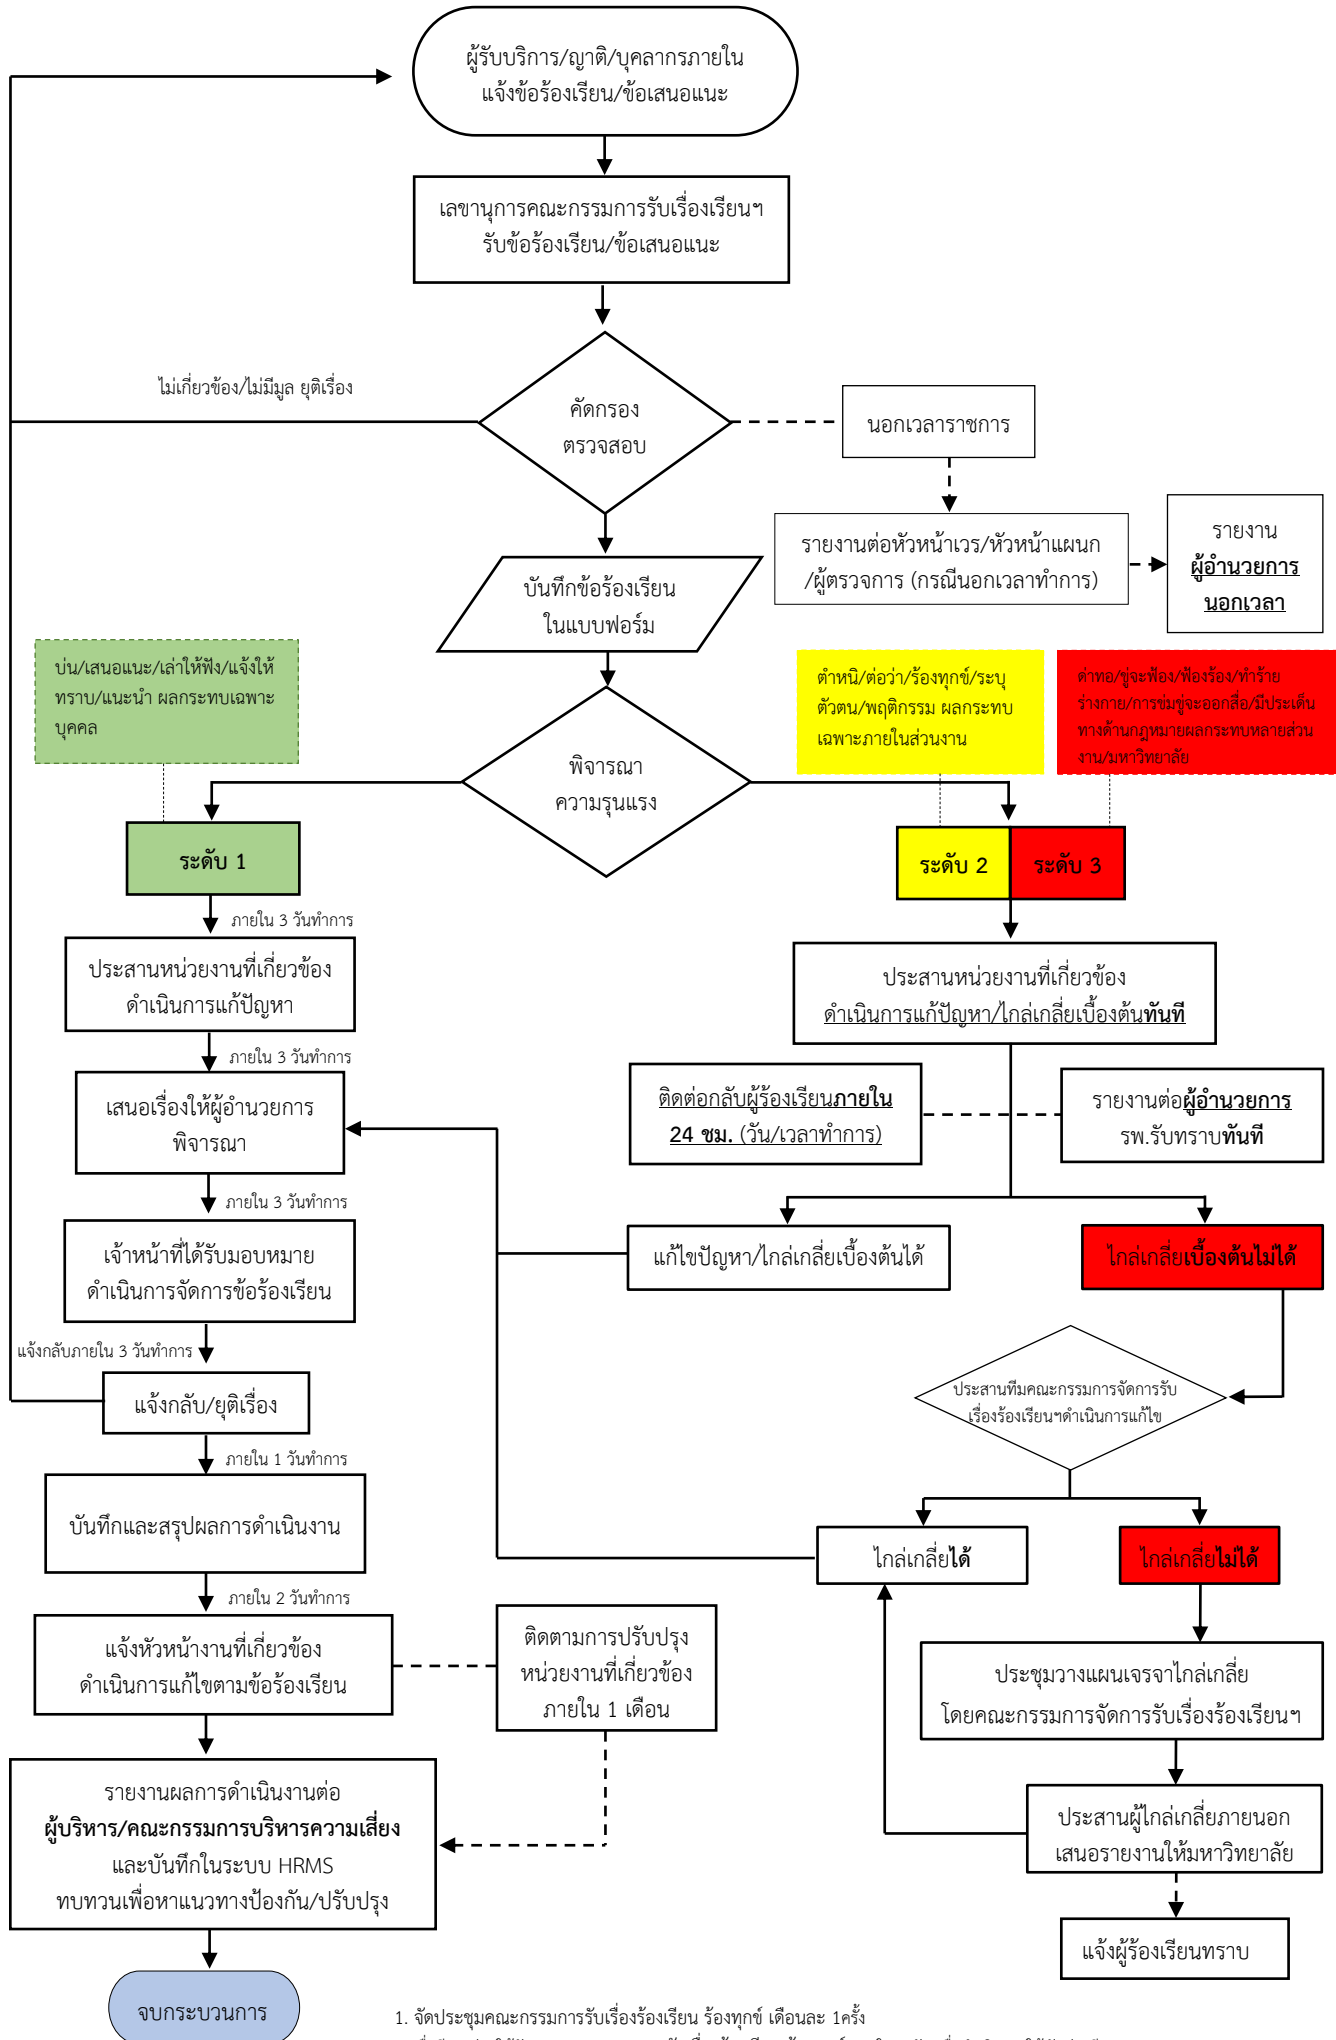 ผู้รับบริการ/ญาติ/บุคลากรภายใน
แจ้งข้อร้องเรียน/ข้อเสนอแนะ
เลขานุการคณะกรรมการรับเรื่องเรียนฯ
รับข้อร้องเรียน/ข้อเสนอแนะ
ไม่เกี่ยวข้อง/ไม่มีมูล ยุติเรื่อง
คัดกรอง
ตรวจสอบ
นอกเวลาราชการ
รายงานต่อหัวหน้าเวร/หัวหน้าแผนก
/ผู้ตรวจการ (กรณีนอกเวลาทำการ)
รายงาน
ผู้อำนวยการ
นอกเวลา
บันทึกข้อร้องเรียน
ในแบบฟอร์ม
บ่น/เสนอแนะ/เล่าให้ฟัง/แจ้งให้
ทราบ/แนะนำ ผลกระทบเฉพาะ
บุคคล
ตำหนิ/ต่อว่า/ร้องทุกข์/ระบุ
ตัวตน/พฤติกรรม ผลกระทบ
เฉพาะภายในส่วนงาน
ด่าทอ/ขู่จะฟ้อง/ฟ้องร้อง/ทำร้าย
ร่างกาย/การข่มขู่จะออกสื่อ/มีประเด็น
ทางด้านกฎหมายผลกระทบหลายส่วน
งาน/มหาวิทยาลัย
พิจารณา
ความรุนแรง
ระดับ 1
ระดับ 2
ระดับ 3
ภายใน 3 วันทำการ
ประสานหน่วยงานที่เกี่ยวข้อง
ดำเนินการแก้ปัญหา
ภายใน 3 วันทำการ
เสนอเรื่องให้ผู้อำนวยการ
พิจารณา
ภายใน 3 วันทำการ
เจ้าหน้าที่ได้รับมอบหมาย
ดำเนินการจัดการข้อร้องเรียน
แจ้งกลับภายใน 3 วันทำการ
แจ้งกลับ/ยุติเรื่อง
ภายใน 1 วันทำการ
บันทึกและสรุปผลการดำเนินงาน
ภายใน 2 วันทำการ
แจ้งหัวหน้างานที่เกี่ยวข้อง
ดำเนินการแก้ไขตามข้อร้องเรียน
ติดตามการปรับปรุง
หน่วยงานที่เกี่ยวข้อง
ภายใน 1 เดือน
รายงานผลการดำเนินงานต่อ
ผู้บริหาร/คณะกรรมการบริหารความเสี่ยง
และบันทึกในระบบ HRMS
ทบทวนเพื่อหาแนวทางป้องกัน/ปรับปรุง
จบกระบวนการ
ประสานหน่วยงานที่เกี่ยวข้อง
ดำเนินการแก้ปัญหา/ไกล่เกลี่ยเบื้องต้นทันที
ติดต่อกลับผู้ร้องเรียนภายใน
24 ชม. (วัน/เวลาทำการ)
รายงานต่อผู้อำนวยการ
รพ.รับทราบทันที
แก้ไขปัญหา/ไกล่เกลี่ยเบื้องต้นได้
ไกล่เกลี่ยเบื้องต้นไม่ได้
ประสานทีมคณะกรรมการจัดการรับ
เรื่องร้องเรียนฯดำเนินการแก้ไข
ไกล่เกลี่ยได้
ไกล่เกลี่ยไม่ได้
ประชุมวางแผนเจรจาไกล่เกลี่ย
โดยคณะกรรมการจัดการรับเรื่องร้องเรียนฯ
ประสานผู้ไกล่เกลี่ยภายนอก
เสนอรายงานให้มหาวิทยาลัย
แจ้งผู้ร้องเรียนทราบ
1. จัดประชุมคณะกรรมการรับเรื่องร้องเรียน ร้องทุกข์ เดือนละ 1ครั้ง